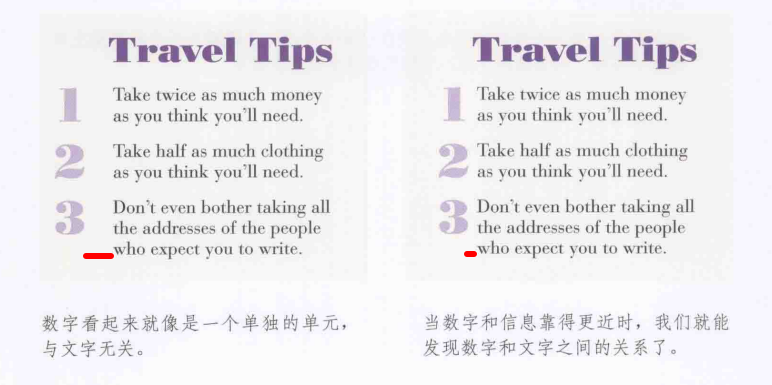 Travel Tips
1 Take twice as much money
as you think you'll need.
2 Take half as much clothing
as you think you'll need.
3 Don't even bother taking all
the addresses of the people
who expect you to write.
数字看起来就像是一个单独的单元，
与文字无关。
Travel Tips
1 Take twice as much money
as you think you'll need.
2 Take half as much clothing
as you think you'll need.
3 Don't even bother taking all
the addresses of the people
who expect you to write.
当数字和信息靠得更近时，我们就能
发现数字和文字之间的关系了。